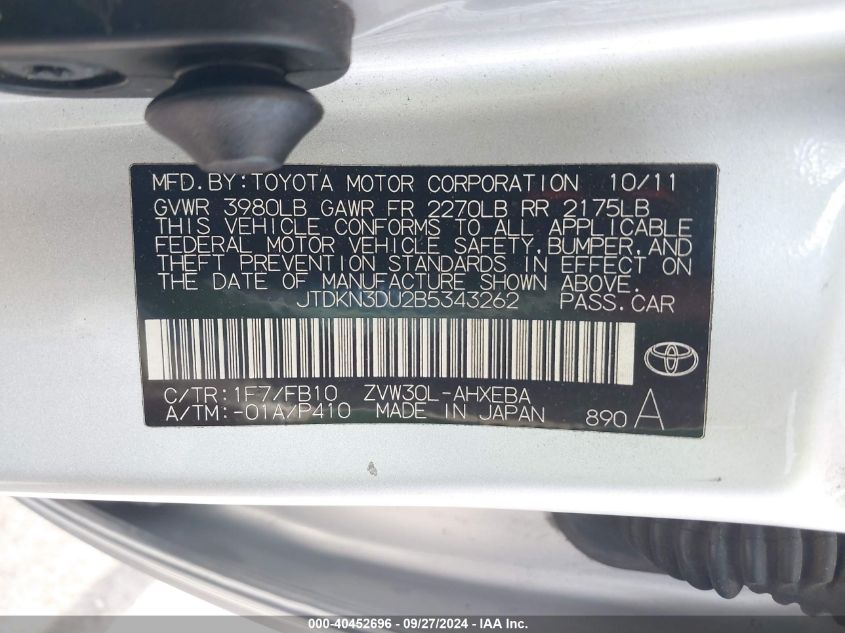 MFD.BY:TOYOTA MOTOR CORPORATION 10/11
GVWR 3980LB GAWR FR 2270LB RR 2175LB
THIS VEHICLE CONFORMS TO ALL APPLICABLE
FEDERAL MOTOR VEHICLE SAFETY,BUMPER,AND
THEFT PREVENTION STANDARDS IN EFFECT ON
THE DATE OF MANUFACTURE SHOWN ABOVE.
JTDKN3DU2B5343262 PASS.CAR
C/TR:1F7/FB10 ZVW30L-AHXEBA
A/TM:-01A/P410 MADE IN JAPAN 890 A
000-40452696 - 09/27/2024 - IAA Inc.